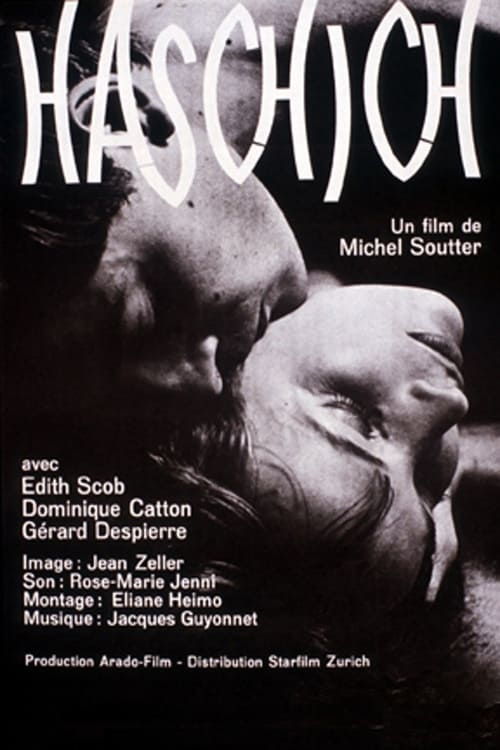 HASCHICH
Un film de
Michel Soutter
avec
Edith Scob
Dominique Catton
Gérard Despierre
Image : Jean Zeller
Son : Rose-Marie Jenni
Montage : Eliane Heimo
Musique : Jacques Guyonnet
Production Arado-Film - Distribution Starfilm Zurich